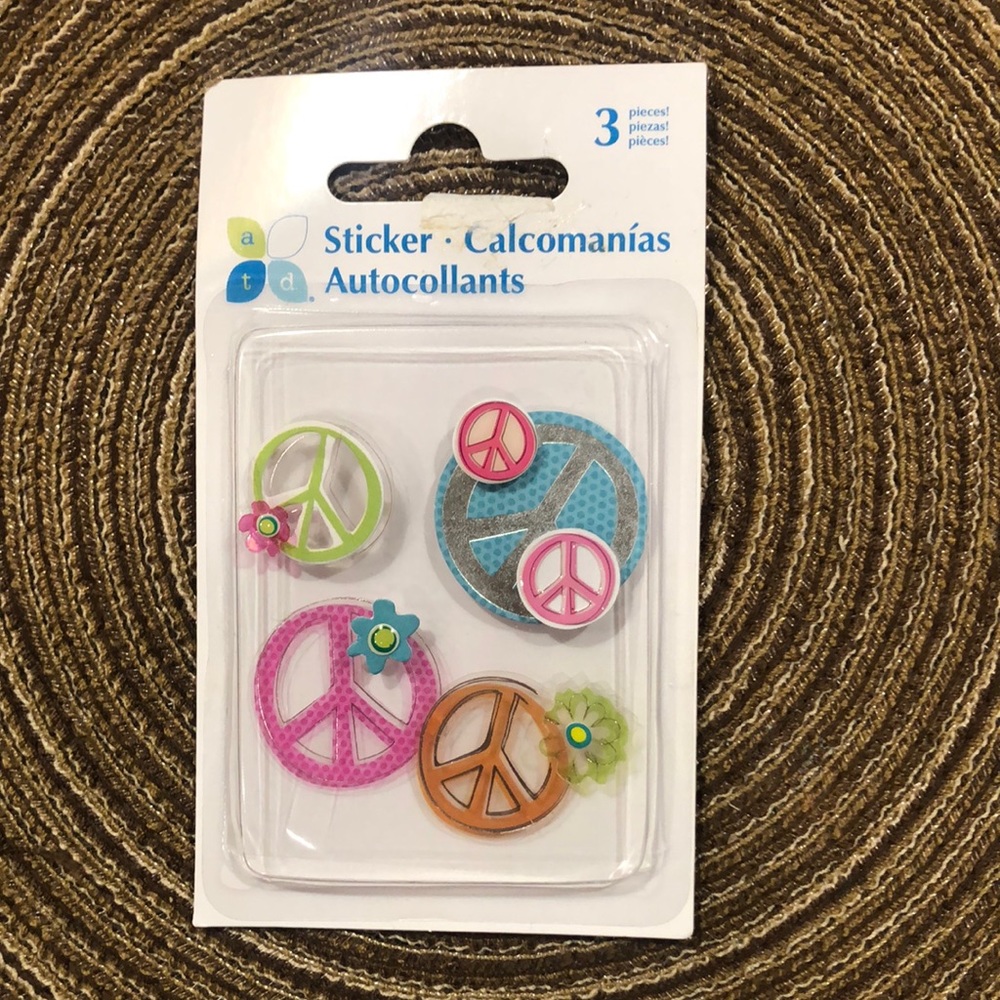 3 pieces!
piezas!
pièces!
a
t d
Sticker · Calcomanías
Autocollants